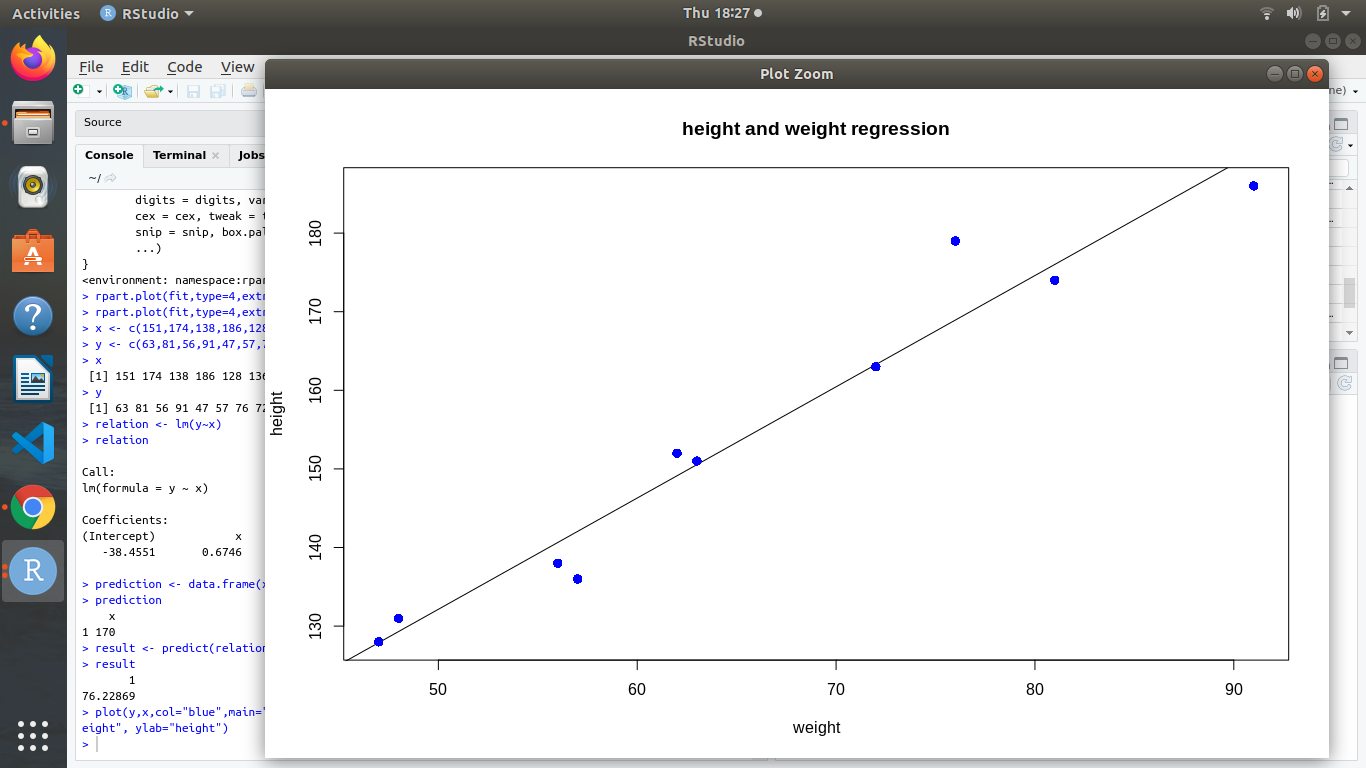 Activities RStudio Thu 18:27
RStudio
File Edit Code View
Plot Zoom
Source
Console Terminal Jobs
~/
digits = digits, var
cex = cex, tweak =
snip = snip, box.pal
...)
}
<environment: namespace:rpar
> rpart.plot(fit,type=4,extr
> rpart.plot(fit,type=4,extr
> x <- c(151,174,138,186,128
> y <- c(63,81,56,91,47,57,7
> x
[1] 151 174 138 186 128 136
> y
[1] 63 81 56 91 47 57 76 72
> relation <- lm(y~x)
> relation
Call:
lm(formula = y ~ x)
Coefficients:
(Intercept) x
-38.4551 0.6746
> prediction <- data.frame(x
> prediction
x
1 170
> result <- predict(relation
> result
1
76.22869
> plot(y,x,col="blue",main="
eight", ylab="height")
>
height and weight regression
height
180
170
160
150
140
130
50 60 70 80 90
weight
ne)